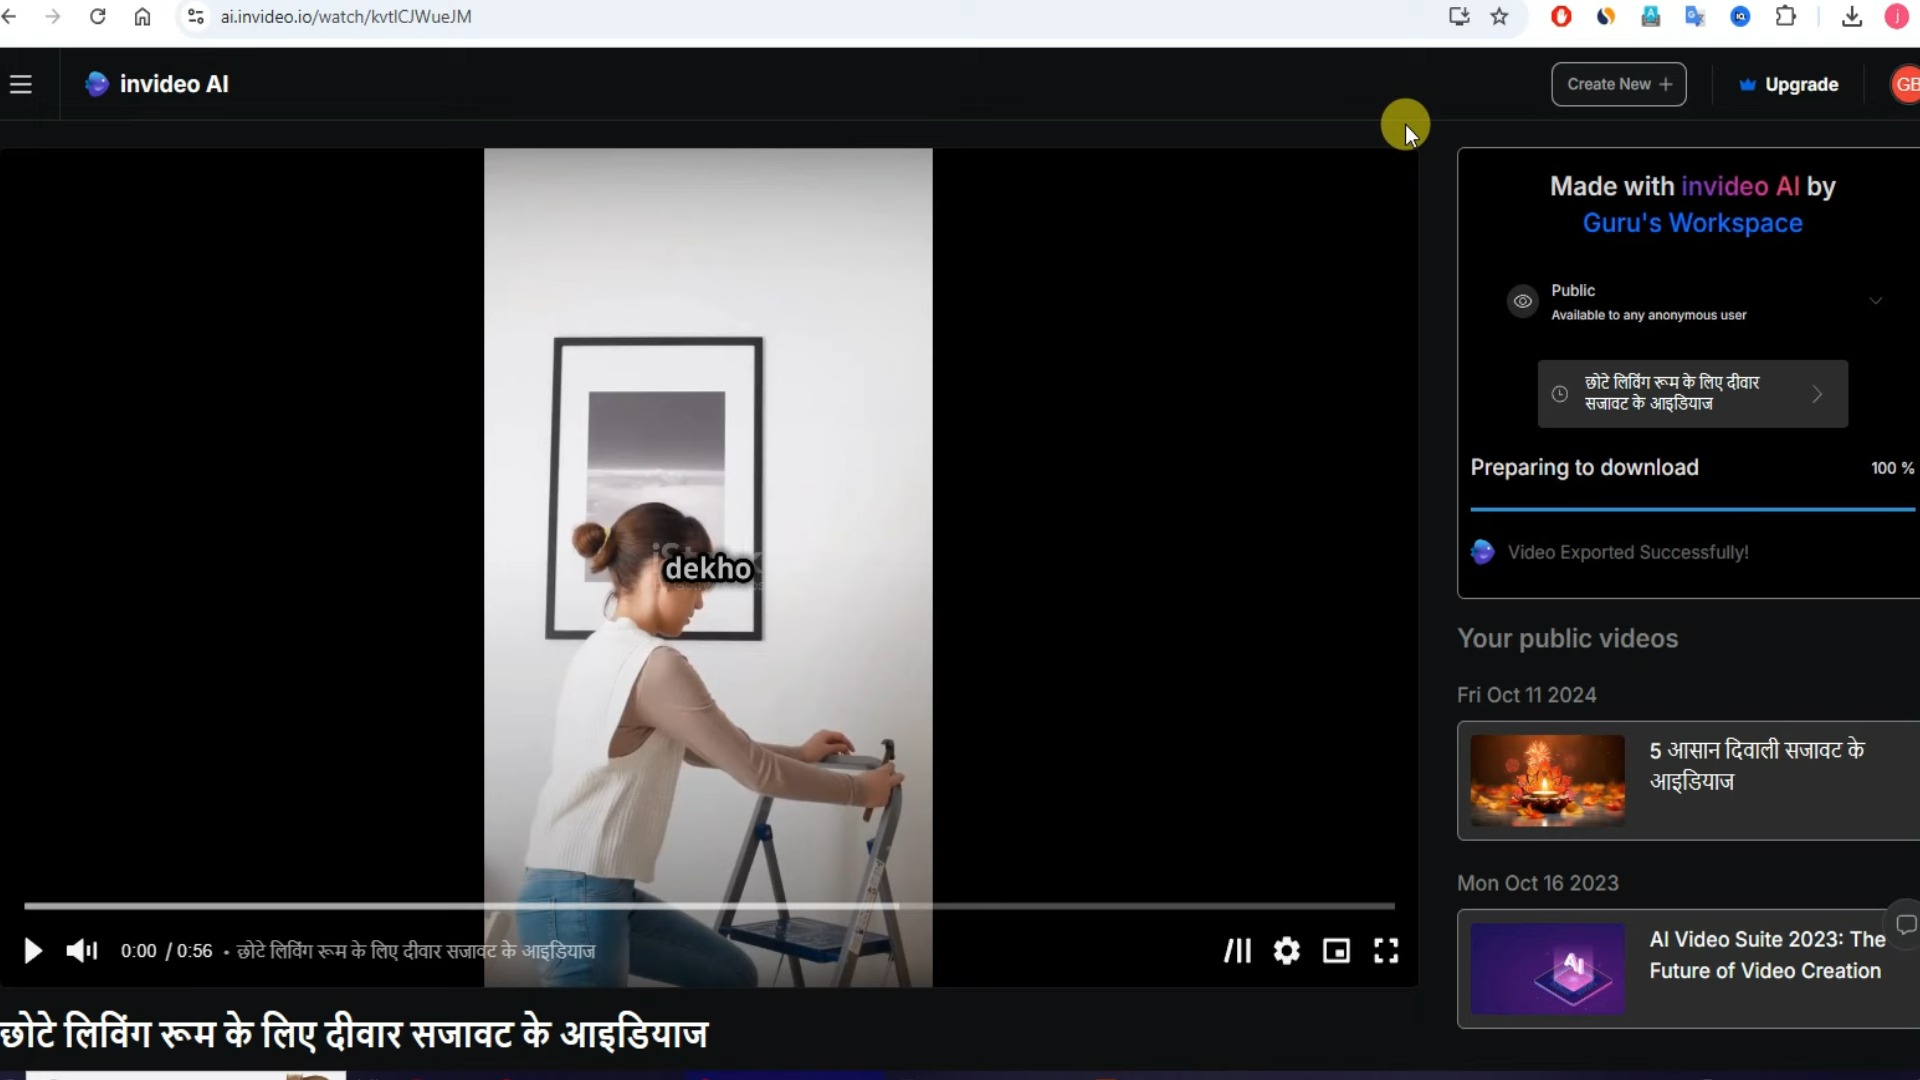 ai.invideo.io/watch/kvtlCJWueJM
invideo AI
Create New +
Upgrade
GB
dekho
0:00 / 0:56 • छोटे लिविंग रूम के लिए दीवार सजावट के आइडियाज
छोटे लिविंग रूम के लिए दीवार सजावट के आइडियाज
Made with invideo AI by
Guru's Workspace
Public
Available to any anonymous user
छोटे लिविंग रूम के लिए दीवार
सजावट के आइडियाज
Preparing to download 100 %
Video Exported Successfully!
Your public videos
Fri Oct 11 2024
5 आसान दिवाली सजावट के
आइडियाज
Mon Oct 16 2023
AI
AI Video Suite 2023: The
Future of Video Creation